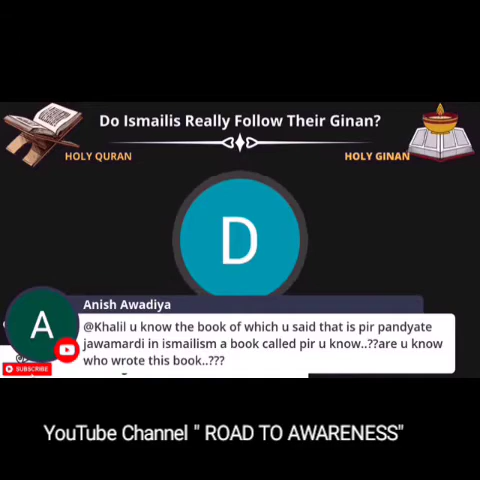 Do Ismailis Really Follow Their Ginan?
HOLY QURAN
HOLY GINAN
D
A
Anish Awadiya
@Khalil u know the book of which u said that is pir pandyate
jawamardi in ismailism a book called pir u know..??are u know
who wrote this book..???
SUBSCRIBE
YouTube Channel " ROAD TO AWARENESS"